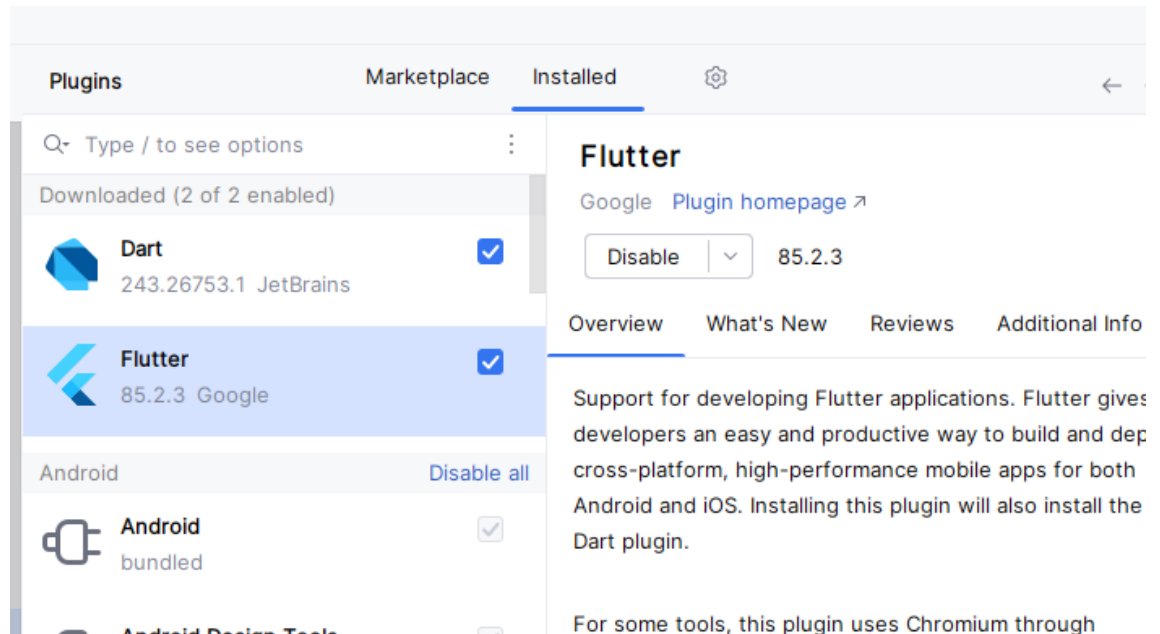 Plugins
Marketplace
Installed
Type / to see options
Downloaded (2 of 2 enabled)
Dart
243.26753.1 JetBrains
Flutter
85.2.3 Google
Android
Disable all
Android
bundled
Android Design Tools
Flutter
Google Plugin homepage
Disable
85.2.3
Overview
What's New
Reviews
Additional Info
Support for developing Flutter applications. Flutter gives
developers an easy and productive way to build and dep
cross-platform, high-performance mobile apps for both
Android and iOS. Installing this plugin will also install the
Dart plugin.
For some tools, this plugin uses Chromium through